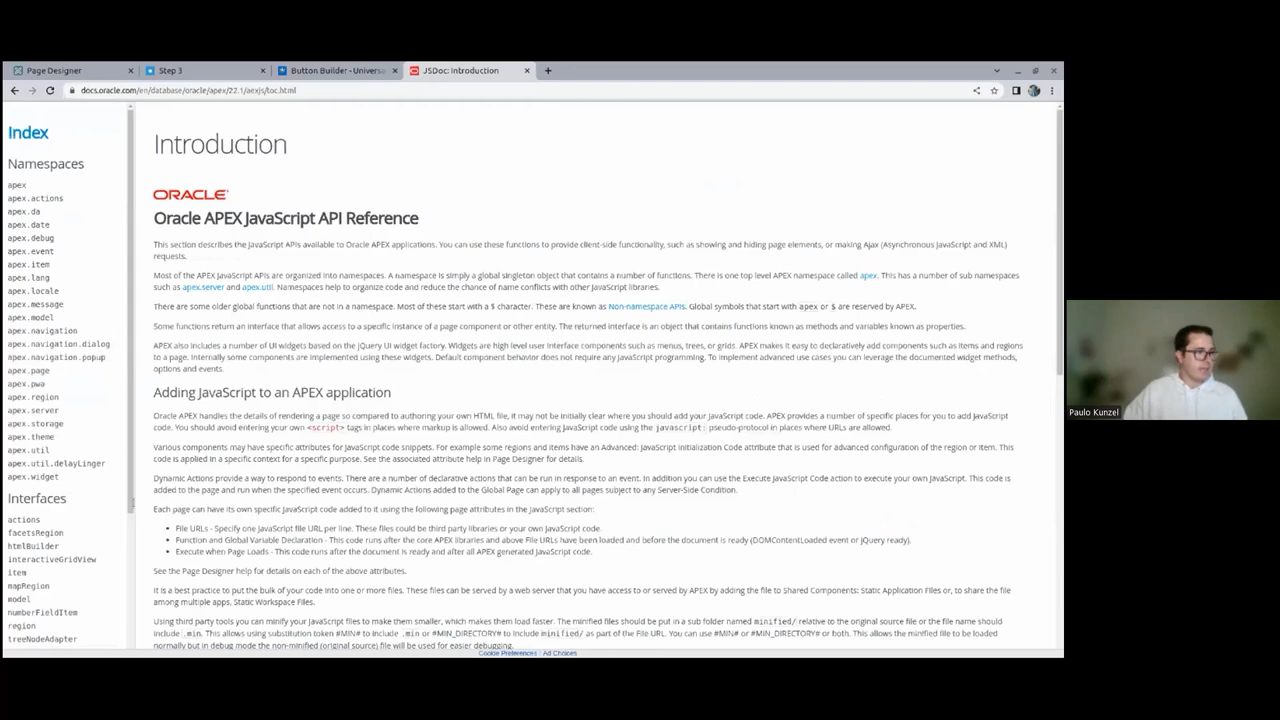 Page Designer
Step 3
Button Builder - Universa
JSDoc: Introduction
docs.oracle.com/en/database/oracle/apex/22.1/aexjs/toc.html
Index
Namespaces
apex
apex.actions
apex.da
apex.date
apex.debug
apex.event
apex.item
apex.lang
apex.locale
apex.message
apex.model
apex.navigation
apex.navigation.dialog
apex.navigation.popup
apex.page
apex.pwa
apex.region
apex.server
apex.storage
apex.theme
apex.util
apex.util.delayLinger
apex.widget
Interfaces
actions
facetsRegion
htmlBuilder
interactiveGridView
item
mapRegion
model
numberFieldItem
region
treeNodeAdapter
Introduction
ORACLE
Oracle APEX JavaScript API Reference
This section describes the JavaScript APIs available to Oracle APEX applications. You can use these functions to provide client-side functionality, such as showing and hiding page elements, or making Ajax (Asynchronous JavaScript and XML)
requests.
Most of the APEX JavaScript APIs are organized into namespaces. A namespace is simply a global singleton object that contains a number of functions. There is one top level APEX namespace called apex. This has a number of sub namespaces
such as apex.server and apex.util. Namespaces help to organize code and reduce the chance of name conflicts with other JavaScript libraries.
There are some older global functions that are not in a namespace. Most of these start with a $ character. These are known as Non-namespace APIs. Global symbols that start with apex or $ are reserved by APEX.
Some functions return an interface that allows access to a specific instance of a page component or other entity. The returned interface is an object that contains functions known as methods and variables known as properties.
APEX also includes a number of UI widgets based on the jQuery UI widget factory. Widgets are high level user interface components such as menus, trees, or grids. APEX makes it easy to declaratively add components such as items and regions
to a page. Internally some components are implemented using these widgets. Default component behavior does not require any JavaScript programming. To implement advanced use cases you can leverage the documented widget methods,
options and events.
Adding JavaScript to an APEX application
Oracle APEX handles the details of rendering a page so compared to authoring your own HTML file, it may not be initially clear where you should add your JavaScript code. APEX provides a number of specific places for you to add JavaScript
code. You should avoid entering your own <script> tags in places where markup is allowed. Also avoid entering JavaScript code using the javascript: pseudo-protocol in places where URLs are allowed.
Various components may have specific attributes for JavaScript code snippets. For example some regions and items have an Advanced: JavaScript Initialization Code attribute that is used for advanced configuration of the region or item. This
code is applied in a specific context for a specific purpose. See the associated attribute help in Page Designer for details.
Dynamic Actions provide a way to respond to events. There are a number of declarative actions that can be run in response to an event. In addition you can use the Execute JavaScript Code action to execute your own JavaScript. This code is
added to the page and run when the specified event occurs. Dynamic Actions added to the Global Page can apply to all pages subject to any Server-Side Condition.
Each page can have its own specific JavaScript code added to it using the following page attributes in the JavaScript section:
• File URLs - Specify one JavaScript file URL per line. These files could be third party libraries or your own JavaScript code.
• Function and Global Variable Declaration - This code runs after the core APEX libraries and above File URLs have been loaded and before the document is ready (DOMContentLoaded event or jQuery ready).
• Execute when Page Loads - This code runs after the document is ready and after all APEX generated JavaScript code.
See the Page Designer help for details on each of the above attributes.
It is a best practice to put the bulk of your code into one or more files. These files can be served by a web server that you have access to or served by APEX by adding the file to Shared Components: Static Application Files or, to share the file
among multiple apps, Static Workspace Files.
Using third party tools you can minify your JavaScript files to make them smaller, which makes them load faster. The minified files should be put in a sub folder named minified/ relative to the original source file or the file name should
include .min. This allows using substitution token #MIN# to include .min or #MIN_DIRECTORY# to include minified/ as part of the File URL. You can use #MIN# or #MIN_DIRECTORY# or both. This allows the minified file to be loaded
normally but in debug mode the non-minified (original source) file will be used for easier debugging.
Cookie Preferences | Ad Choices
Paulo Kunzel